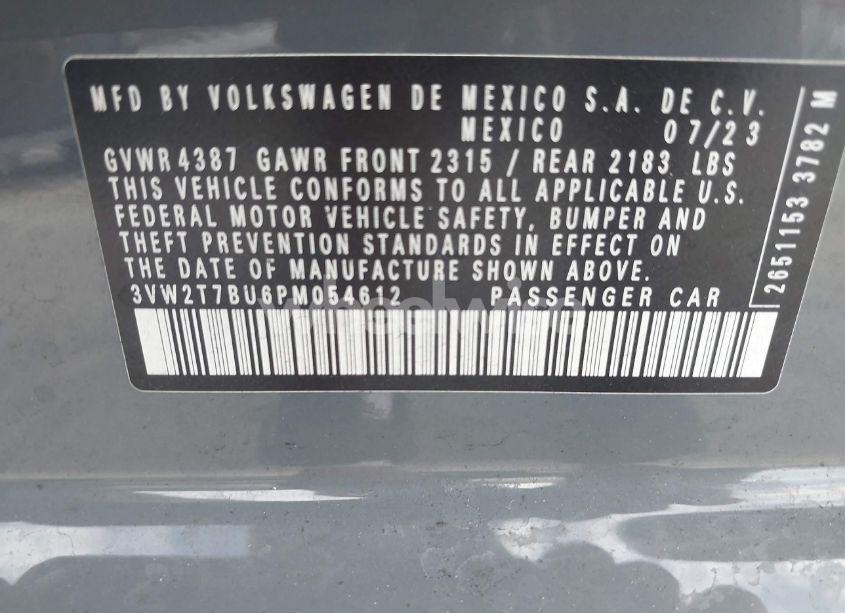 MFD BY VOLKSWAGEN DE MEXICO S.A. DE C.V.
MEXICO 07/23
GVWR 4387 GAWR FRONT 2315 / REAR 2183 LBS
THIS VEHICLE CONFORMS TO ALL APPLICABLE U.S.
FEDERAL MOTOR VEHICLE SAFETY, BUMPER AND
THEFT PREVENTION STANDARDS IN EFFECT ON
THE DATE OF MANUFACTURE SHOWN ABOVE.
3VW2T7BU6PM054612 PASSENGER CAR
2651153 3782 M
wheelwise